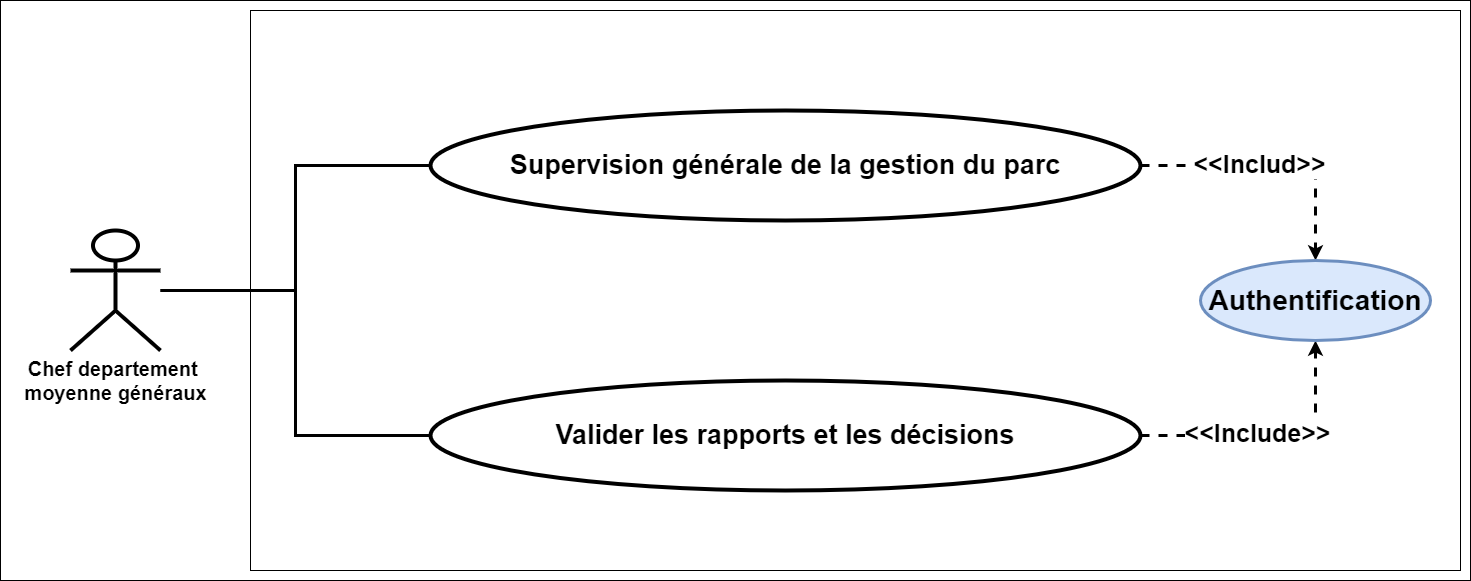 Supervision générale de la gestion du parc
<<Includ>>
Authentification
Chef departement
moyenne généraux
Valider les rapports et les décisions
<<Include>>